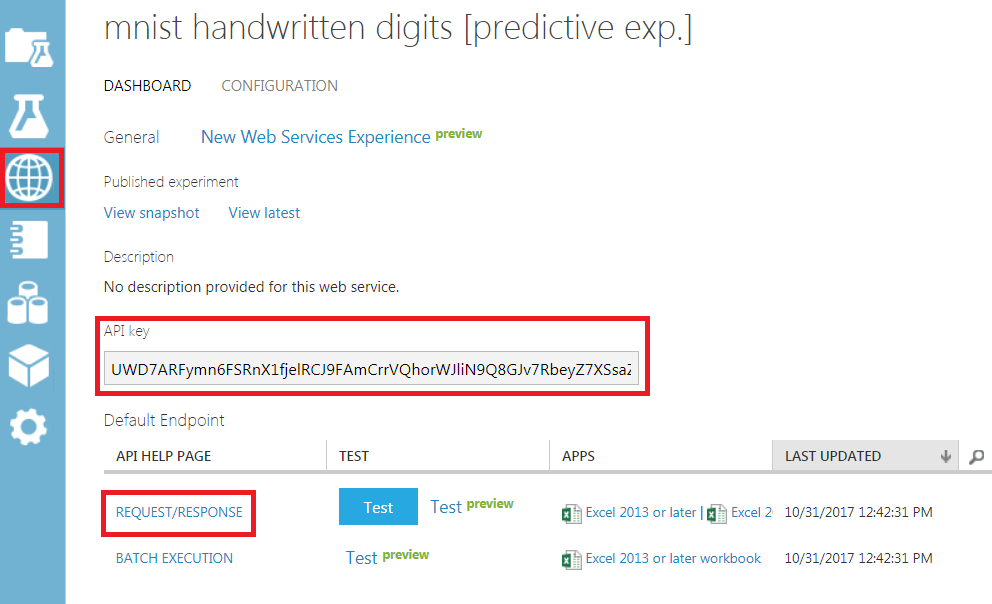 mnist handwritten digits [predictive exp.]
DASHBOARD CONFIGURATION
General New Web Services Experience preview
Published experiment
View snapshot View latest
Description
No description provided for this web service.
API key
UWD7ARFymn6FSRnX1fjelRCJ9FAmCrrVQhorWJliN9Q8GJv7RbeyZ7XSsaZ
Default Endpoint
API HELP PAGE TEST APPS LAST UPDATED
REQUEST/RESPONSE Test Test preview Excel 2013 or later | Excel 2 10/31/2017 12:42:31 PM
BATCH EXECUTION Test preview Excel 2013 or later workbook 10/31/2017 12:42:31 PM